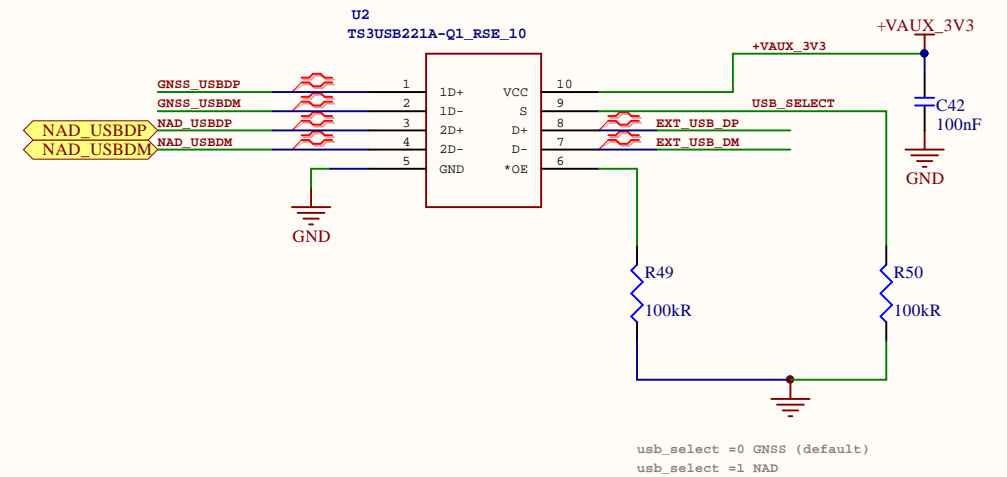 U2
TS3USB221A-Q1_RSE_10
+VAUX_3V3
+VAUX_3V3
GNSS_USBDP 1 1D+ VCC 10
GNSS_USBDM 2 1D- S 9 USB_SELECT
NAD_USBDP NAD_USBDP 3 2D+ D+ 8 EXT_USB_DP
NAD_USBDM NAD_USBDM 4 2D- D- 7 EXT_USB_DM
5 GND *OE 6
C42
100nF
GND
GND
R49
100kR
R50
100kR
usb_select =0 GNSS (default)
usb_select =1 NAD